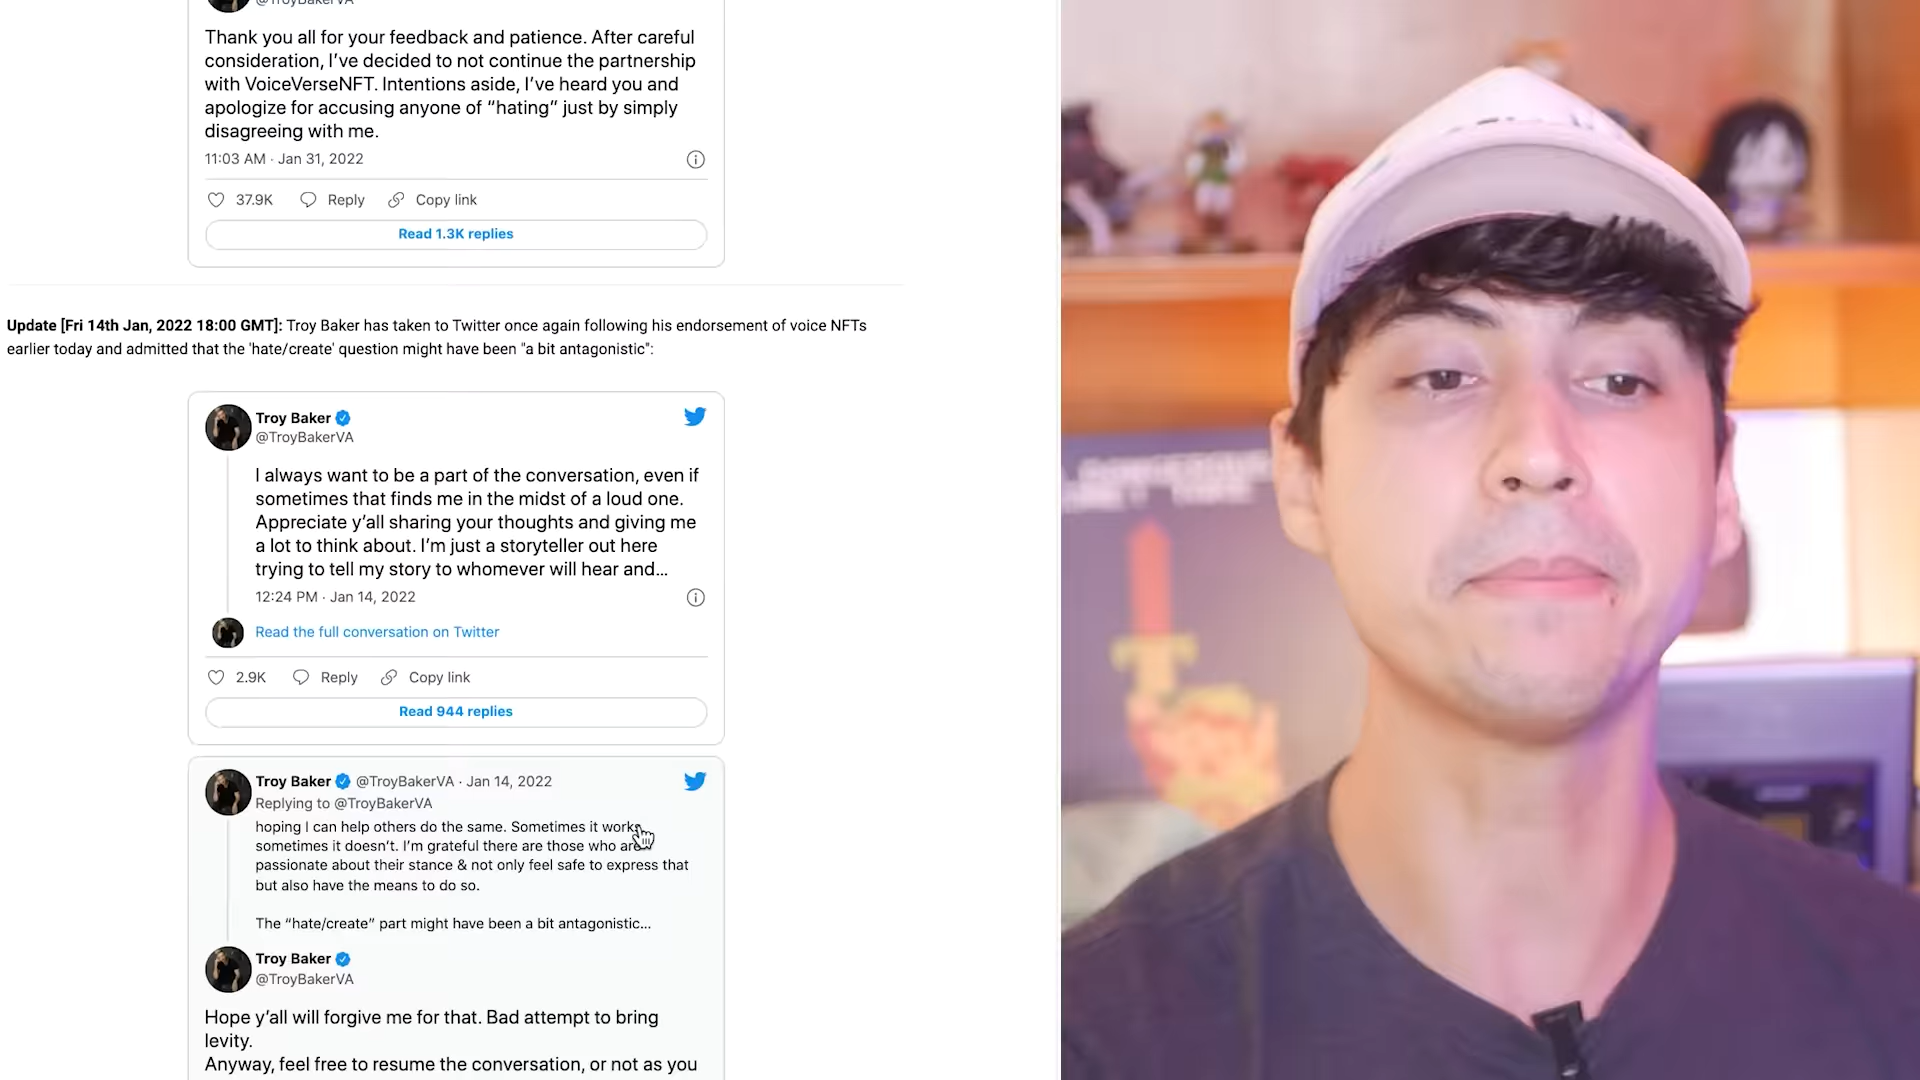 @TroyBakerVA
Thank you all for your feedback and patience. After careful
consideration, I’ve decided to not continue the partnership
with VoiceVerseNFT. Intentions aside, I’ve heard you and
apologize for accusing anyone of “hating” just by simply
disagreeing with me.
11:03 AM · Jan 31, 2022
37.9K Reply Copy link
Read 1.3K replies
Update [Fri 14th Jan, 2022 18:00 GMT]: Troy Baker has taken to Twitter once again following his endorsement of voice NFTs
earlier today and admitted that the 'hate/create' question might have been "a bit antagonistic":
Troy Baker
@TroyBakerVA
I always want to be a part of the conversation, even if
sometimes that finds me in the midst of a loud one.
Appreciate y’all sharing your thoughts and giving me
a lot to think about. I’m just a storyteller out here
trying to tell my story to whomever will hear and...
12:24 PM · Jan 14, 2022
Read the full conversation on Twitter
2.9K Reply Copy link
Read 944 replies
Troy Baker @TroyBakerVA · Jan 14, 2022
Replying to @TroyBakerVA
hoping I can help others do the same. Sometimes it works
sometimes it doesn’t. I’m grateful there are those who are
passionate about their stance & not only feel safe to express that
but also have the means to do so.
The “hate/create” part might have been a bit antagonistic...
Troy Baker
@TroyBakerVA
Hope y’all will forgive me for that. Bad attempt to bring
levity.
Anyway, feel free to resume the conversation, or not as you